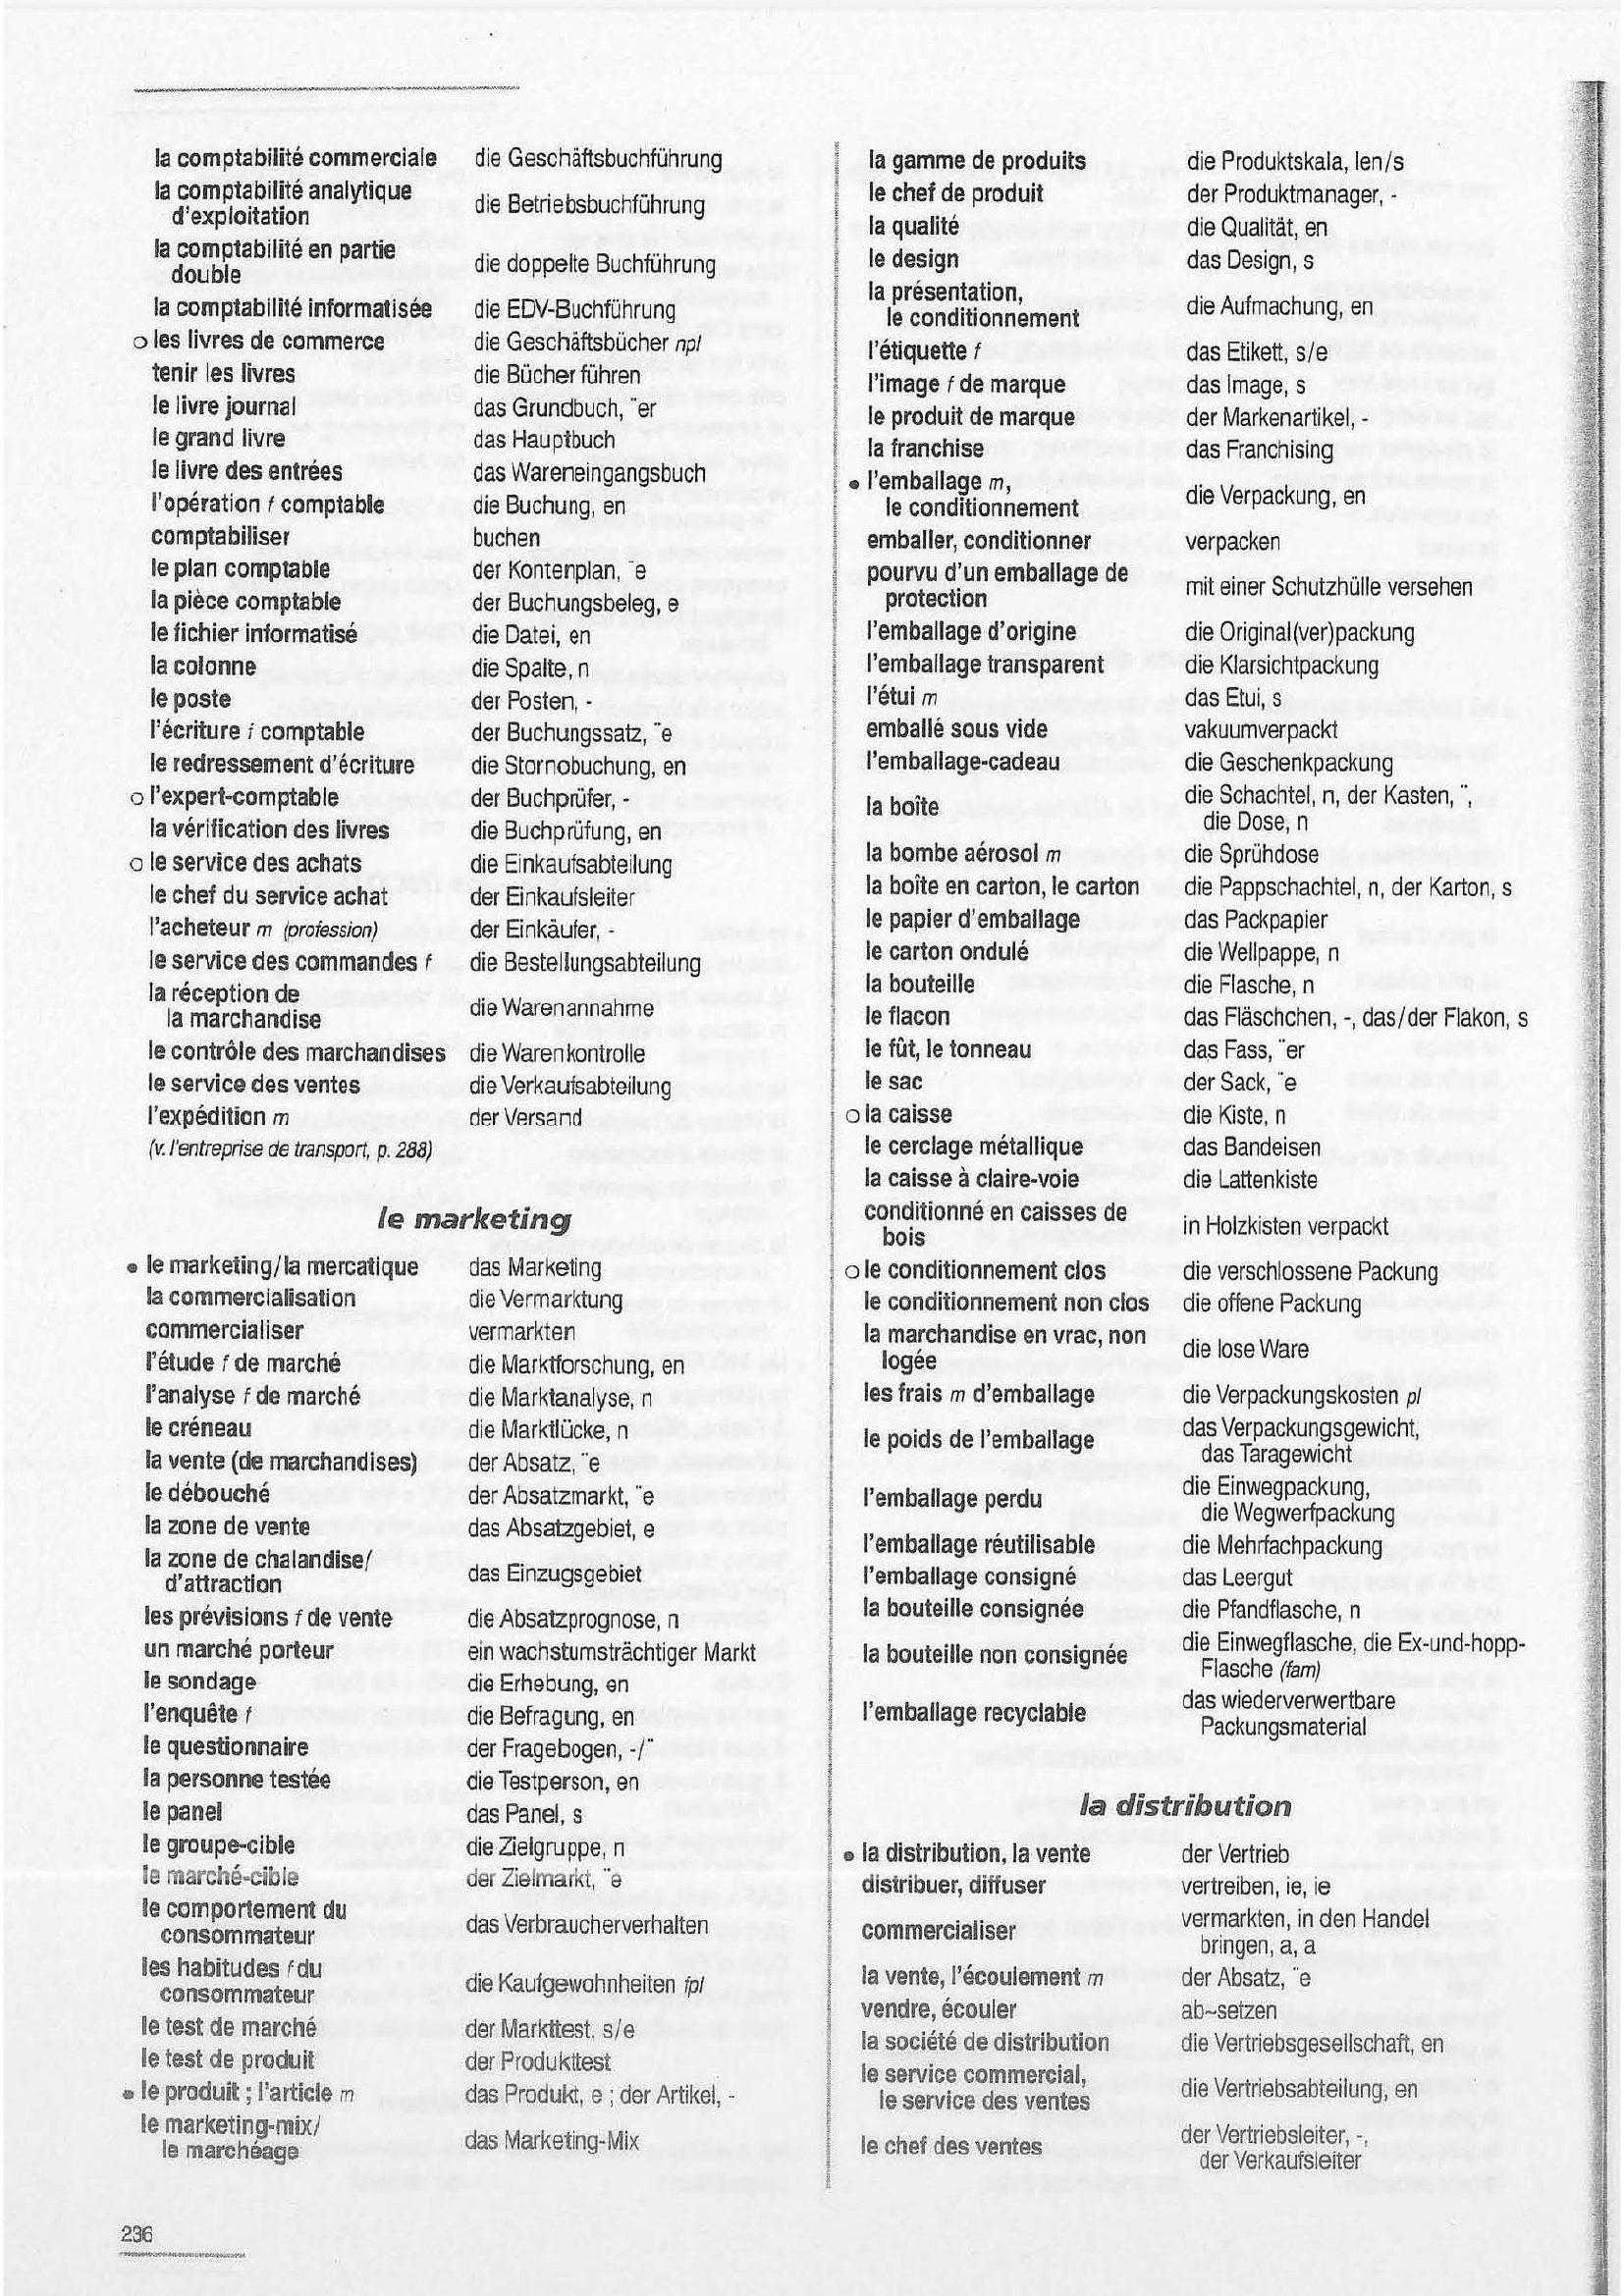 la comptabilité commerciale die Geschäftsbuchführung
la comptabilité analytique
d'exploitation die Betriebsbuchführung
la comptabilité en partie
double die doppelte Buchführung
la comptabilité informatisée die EDV-Buchführung
o les livres de commerce die Geschäftsbücher npl
tenir les livres die Bücher führen
le livre journal das Grundbuch, ¨er
le grand livre das Hauptbuch
le livre des entrées das Wareneingangsbuch
l'opération f comptable die Buchung, en
comptabiliser buchen
le plan comptable der Kontenplan, ¨e
la pièce comptable der Buchungsbeleg, e
le fichier informatisé die Datei, en
la colonne die Spalte, n
le poste der Posten, -
l'écriture f comptable der Buchungssatz, ¨e
le redressement d'écriture die Stornobuchung, en
o l'expert-comptable der Buchprüfer, -
la vérification des livres die Buchprüfung, en
o le service des achats die Einkaufsabteilung
le chef du service achat der Einkaufsleiter
l'acheteur m (profession) der Einkäufer, -
le service des commandes f die Bestellungsabteilung
la réception de
la marchandise die Warenannahme
le contrôle des marchandises die Warenkontrolle
le service des ventes die Verkaufsabteilung
l'expédition m der Versand
(v. l'entreprise de transport, p. 288)
le marketing
• le marketing/la mercatique das Marketing
la commercialisation die Vermarktung
commercialiser vermarkten
l'étude f de marché die Marktforschung, en
l'analyse f de marché die Marktanalyse, n
le créneau die Marktlücke, n
la vente (de marchandises) der Absatz, ¨e
le débouché der Absatzmarkt, ¨e
la zone de vente das Absatzgebiet, e
la zone de chalandise/
d'attraction das Einzugsgebiet
les prévisions f de vente die Absatzprognose, n
un marché porteur ein wachstumsträchtiger Markt
le sondage die Erhebung, en
l'enquête f die Befragung, en
le questionnaire der Fragebogen, -/¨
la personne testée die Testperson, en
le panel das Panel, s
le groupe-cible die Zielgruppe, n
le marché-cible der Zielmarkt, ¨e
le comportement du
consommateur das Verbraucherverhalten
les habitudes f du
consommateur die Kaufgewohnheiten fpl
le test de marché der Markttest, s/e
le test de produit der Produkttest
• le produit ; l'article m das Produkt, e ; der Artikel, -
le marketing-mix/
le marchéage das Marketing-Mix
236
la gamme de produits die Produktskala, len/s
le chef de produit der Produktmanager, -
la qualité die Qualität, en
le design das Design, s
la présentation,
le conditionnement die Aufmachung, en
l'étiquette f das Etikett, s/e
l'image f de marque das Image, s
le produit de marque der Markenartikel, -
la franchise das Franchising
• l'emballage m,
le conditionnement die Verpackung, en
emballer, conditionner verpacken
pourvu d'un emballage de
protection mit einer Schutzhülle versehen
l'emballage d'origine die Original(ver)packung
l'emballage transparent die Klarsichtpackung
l'étui m das Etui, s
emballé sous vide vakuumverpackt
l'emballage-cadeau die Geschenkpackung
la boîte die Schachtel, n, der Kasten, ¨,
die Dose, n
la bombe aérosol m die Sprühdose
la boîte en carton, le carton die Pappschachtel, n, der Karton, s
le papier d'emballage das Packpapier
le carton ondulé die Wellpappe, n
la bouteille die Flasche, n
le flacon das Fläschchen, -, das/der Flakon, s
le fût, le tonneau das Fass, ¨er
le sac der Sack, ¨e
o la caisse die Kiste, n
le cerclage métallique das Bandeisen
la caisse à claire-voie die Lattenkiste
conditionné en caisses de
bois in Holzkisten verpackt
o le conditionnement clos die verschlossene Packung
le conditionnement non clos die offene Packung
la marchandise en vrac, non
logée die lose Ware
les frais m d'emballage die Verpackungskosten pl
le poids de l'emballage das Verpackungsgewicht,
das Taragewicht
l'emballage perdu die Einwegpackung,
die Wegwerfpackung
l'emballage réutilisable die Mehrfachpackung
l'emballage consigné das Leergut
la bouteille consignée die Pfandflasche, n
la bouteille non consignée die Einwegflasche, die Ex-und-hopp-
Flasche (fam)
l'emballage recyclable das wiederverwertbare
Packungsmaterial
la distribution
• la distribution, la vente der Vertrieb
distribuer, diffuser vertreiben, ie, ie
commercialiser vermarkten, in den Handel
bringen, a, a
la vente, l'écoulement m der Absatz, ¨e
vendre, écouler ab~setzen
la société de distribution die Vertriebsgesellschaft, en
le service commercial,
le service des ventes die Vertriebsabteilung, en
le chef des ventes der Vertriebsleiter, -,
der Verkaufsleiter